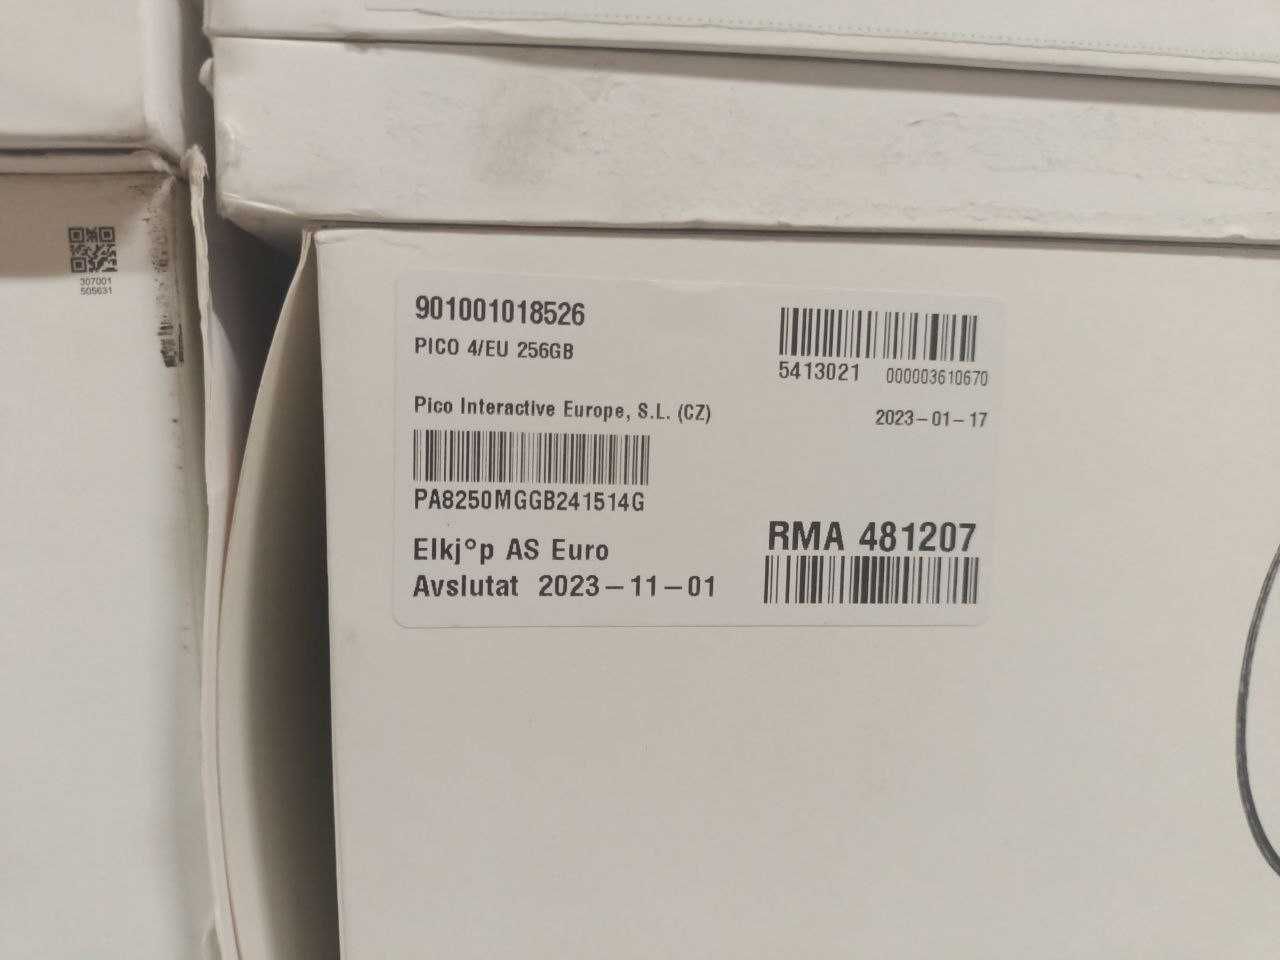 307001
505631
901001018526
PICO 4/EU 256GB
5413021 000003610670
Pico Interactive Europe, S.L. (CZ)
2023-01-17
PA8250MGGB241514G
Elkj°p AS Euro
RMA 481207
Avslutat 2023-11-01